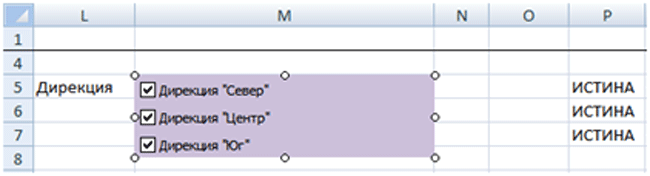 L M N O P
1
4
5 Дирекция Дирекция "Север" ИСТИНА
6 Дирекция "Центр" ИСТИНА
7 Дирекция "Юг" ИСТИНА
8